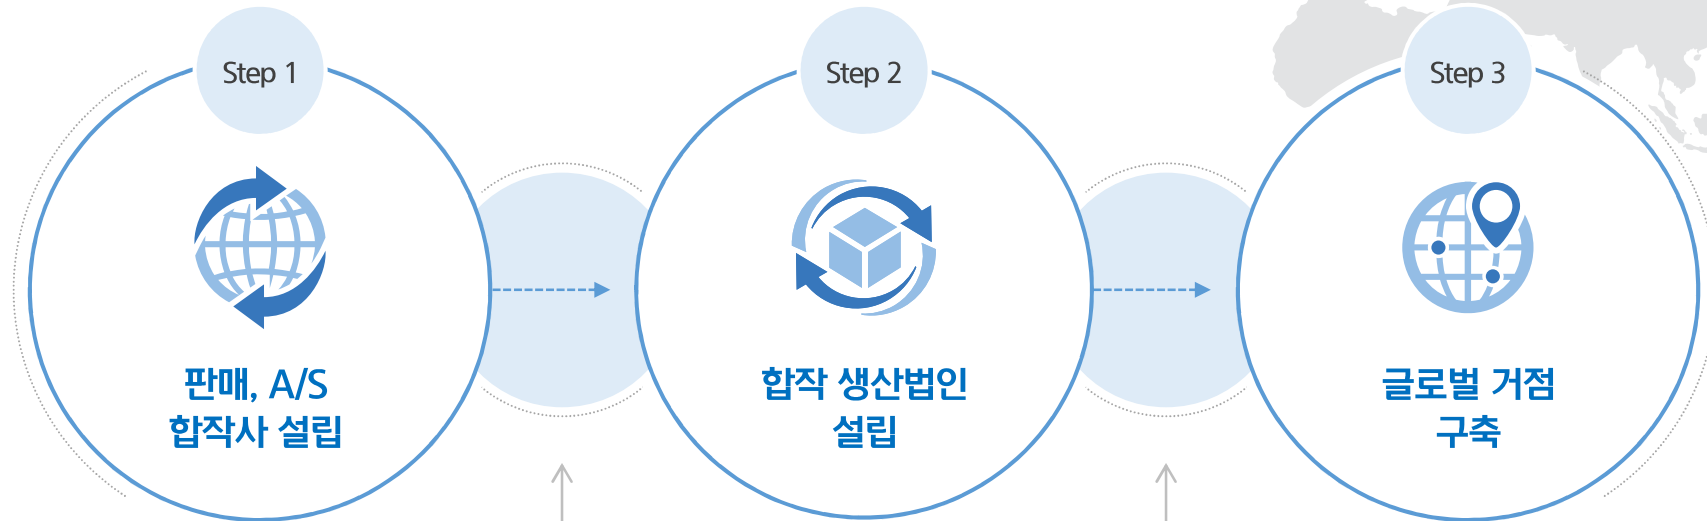 Step 1
Step 2
Step 3
판매, A/S
합작사 설립
합작 생산법인
설립
글로벌 거점
구축